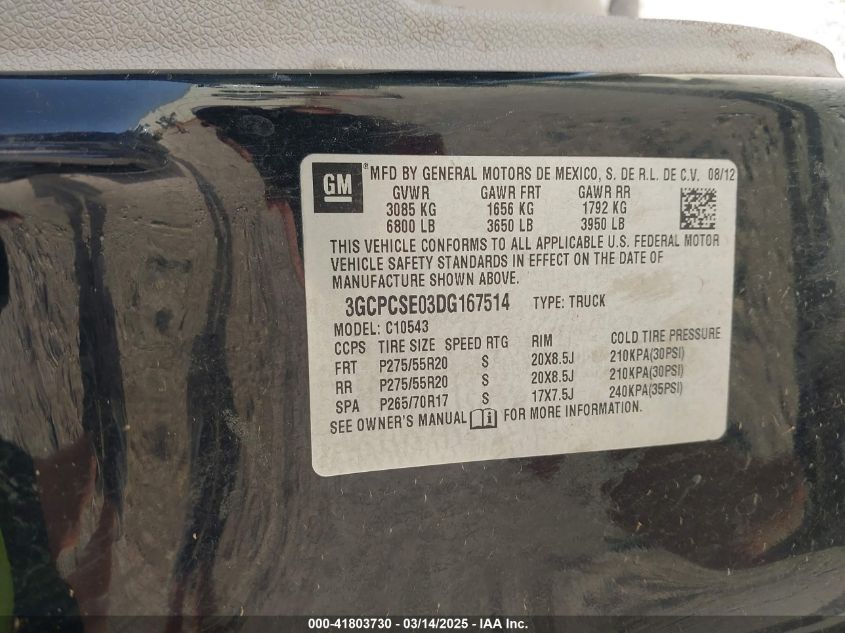 GM ® MFD BY GENERAL MOTORS DE MEXICO, S. DE R.L. DE C.V. 08/12
GVWR GAWR FRT GAWR RR
3085 KG 1656 KG 1792 KG
6800 LB 3650 LB 3950 LB
THIS VEHICLE CONFORMS TO ALL APPLICABLE U.S. FEDERAL MOTOR
VEHICLE SAFETY STANDARDS IN EFFECT ON THE DATE OF
MANUFACTURE SHOWN ABOVE.
3GCPCSE03DG167514 TYPE: TRUCK
MODEL: C10543
CCPS TIRE SIZE SPEED RTG RIM COLD TIRE PRESSURE
FRT P275/55R20 S 20X8.5J 210KPA(30PSI)
RR P275/55R20 S 20X8.5J 210KPA(30PSI)
SPA P265/70R17 S 17X7.5J 240KPA(35PSI)
SEE OWNER'S MANUAL i FOR MORE INFORMATION.
000-41803730 - 03/14/2025 - IAA Inc.